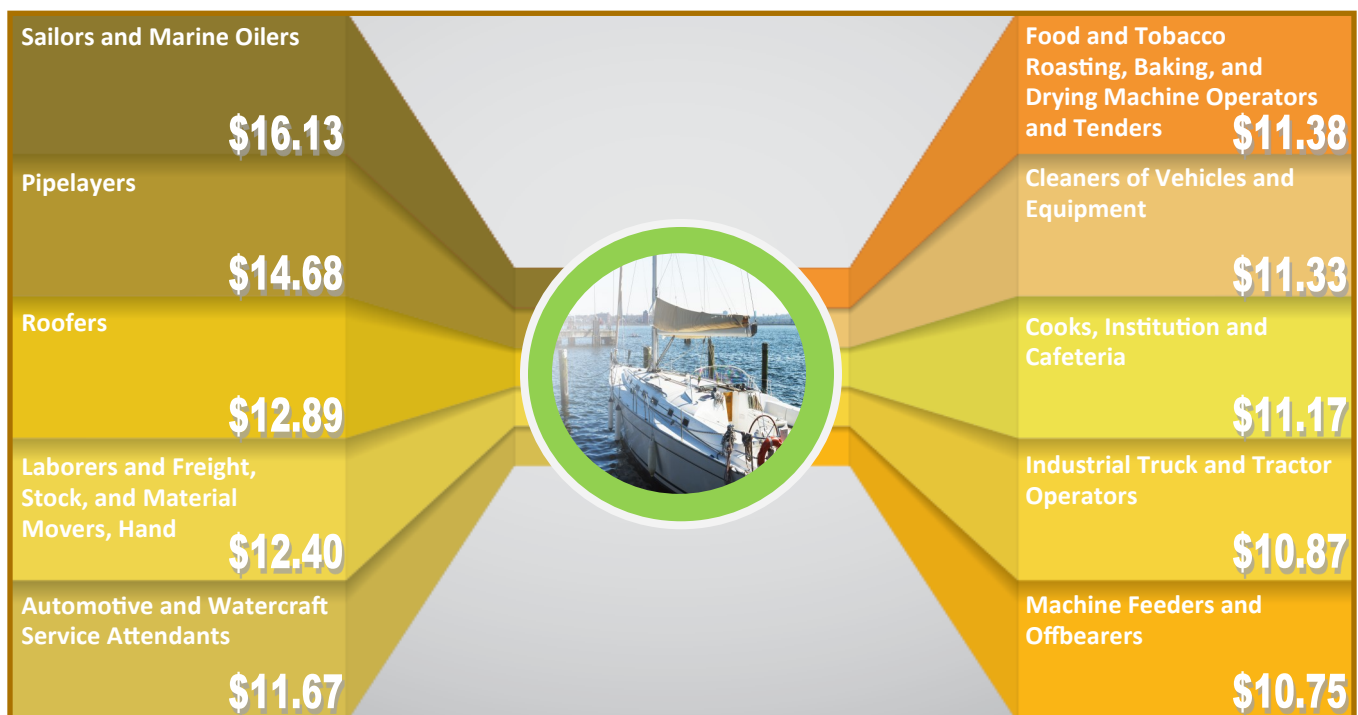 Sailors and Marine Oilers
$16.13
Pipelayers
$14.68
Roofers
$12.89
Laborers and Freight,
Stock, and Material
Movers, Hand
$12.40
Automotive and Watercraft
Service Attendants
$11.67
Food and Tobacco
Roasting, Baking, and
Drying Machine Operators
and Tenders
$11.38
Cleaners of Vehicles and
Equipment
$11.33
Cooks, Institution and
Cafeteria
$11.17
Industrial Truck and Tractor
Operators
$10.87
Machine Feeders and
Offbearers
$10.75